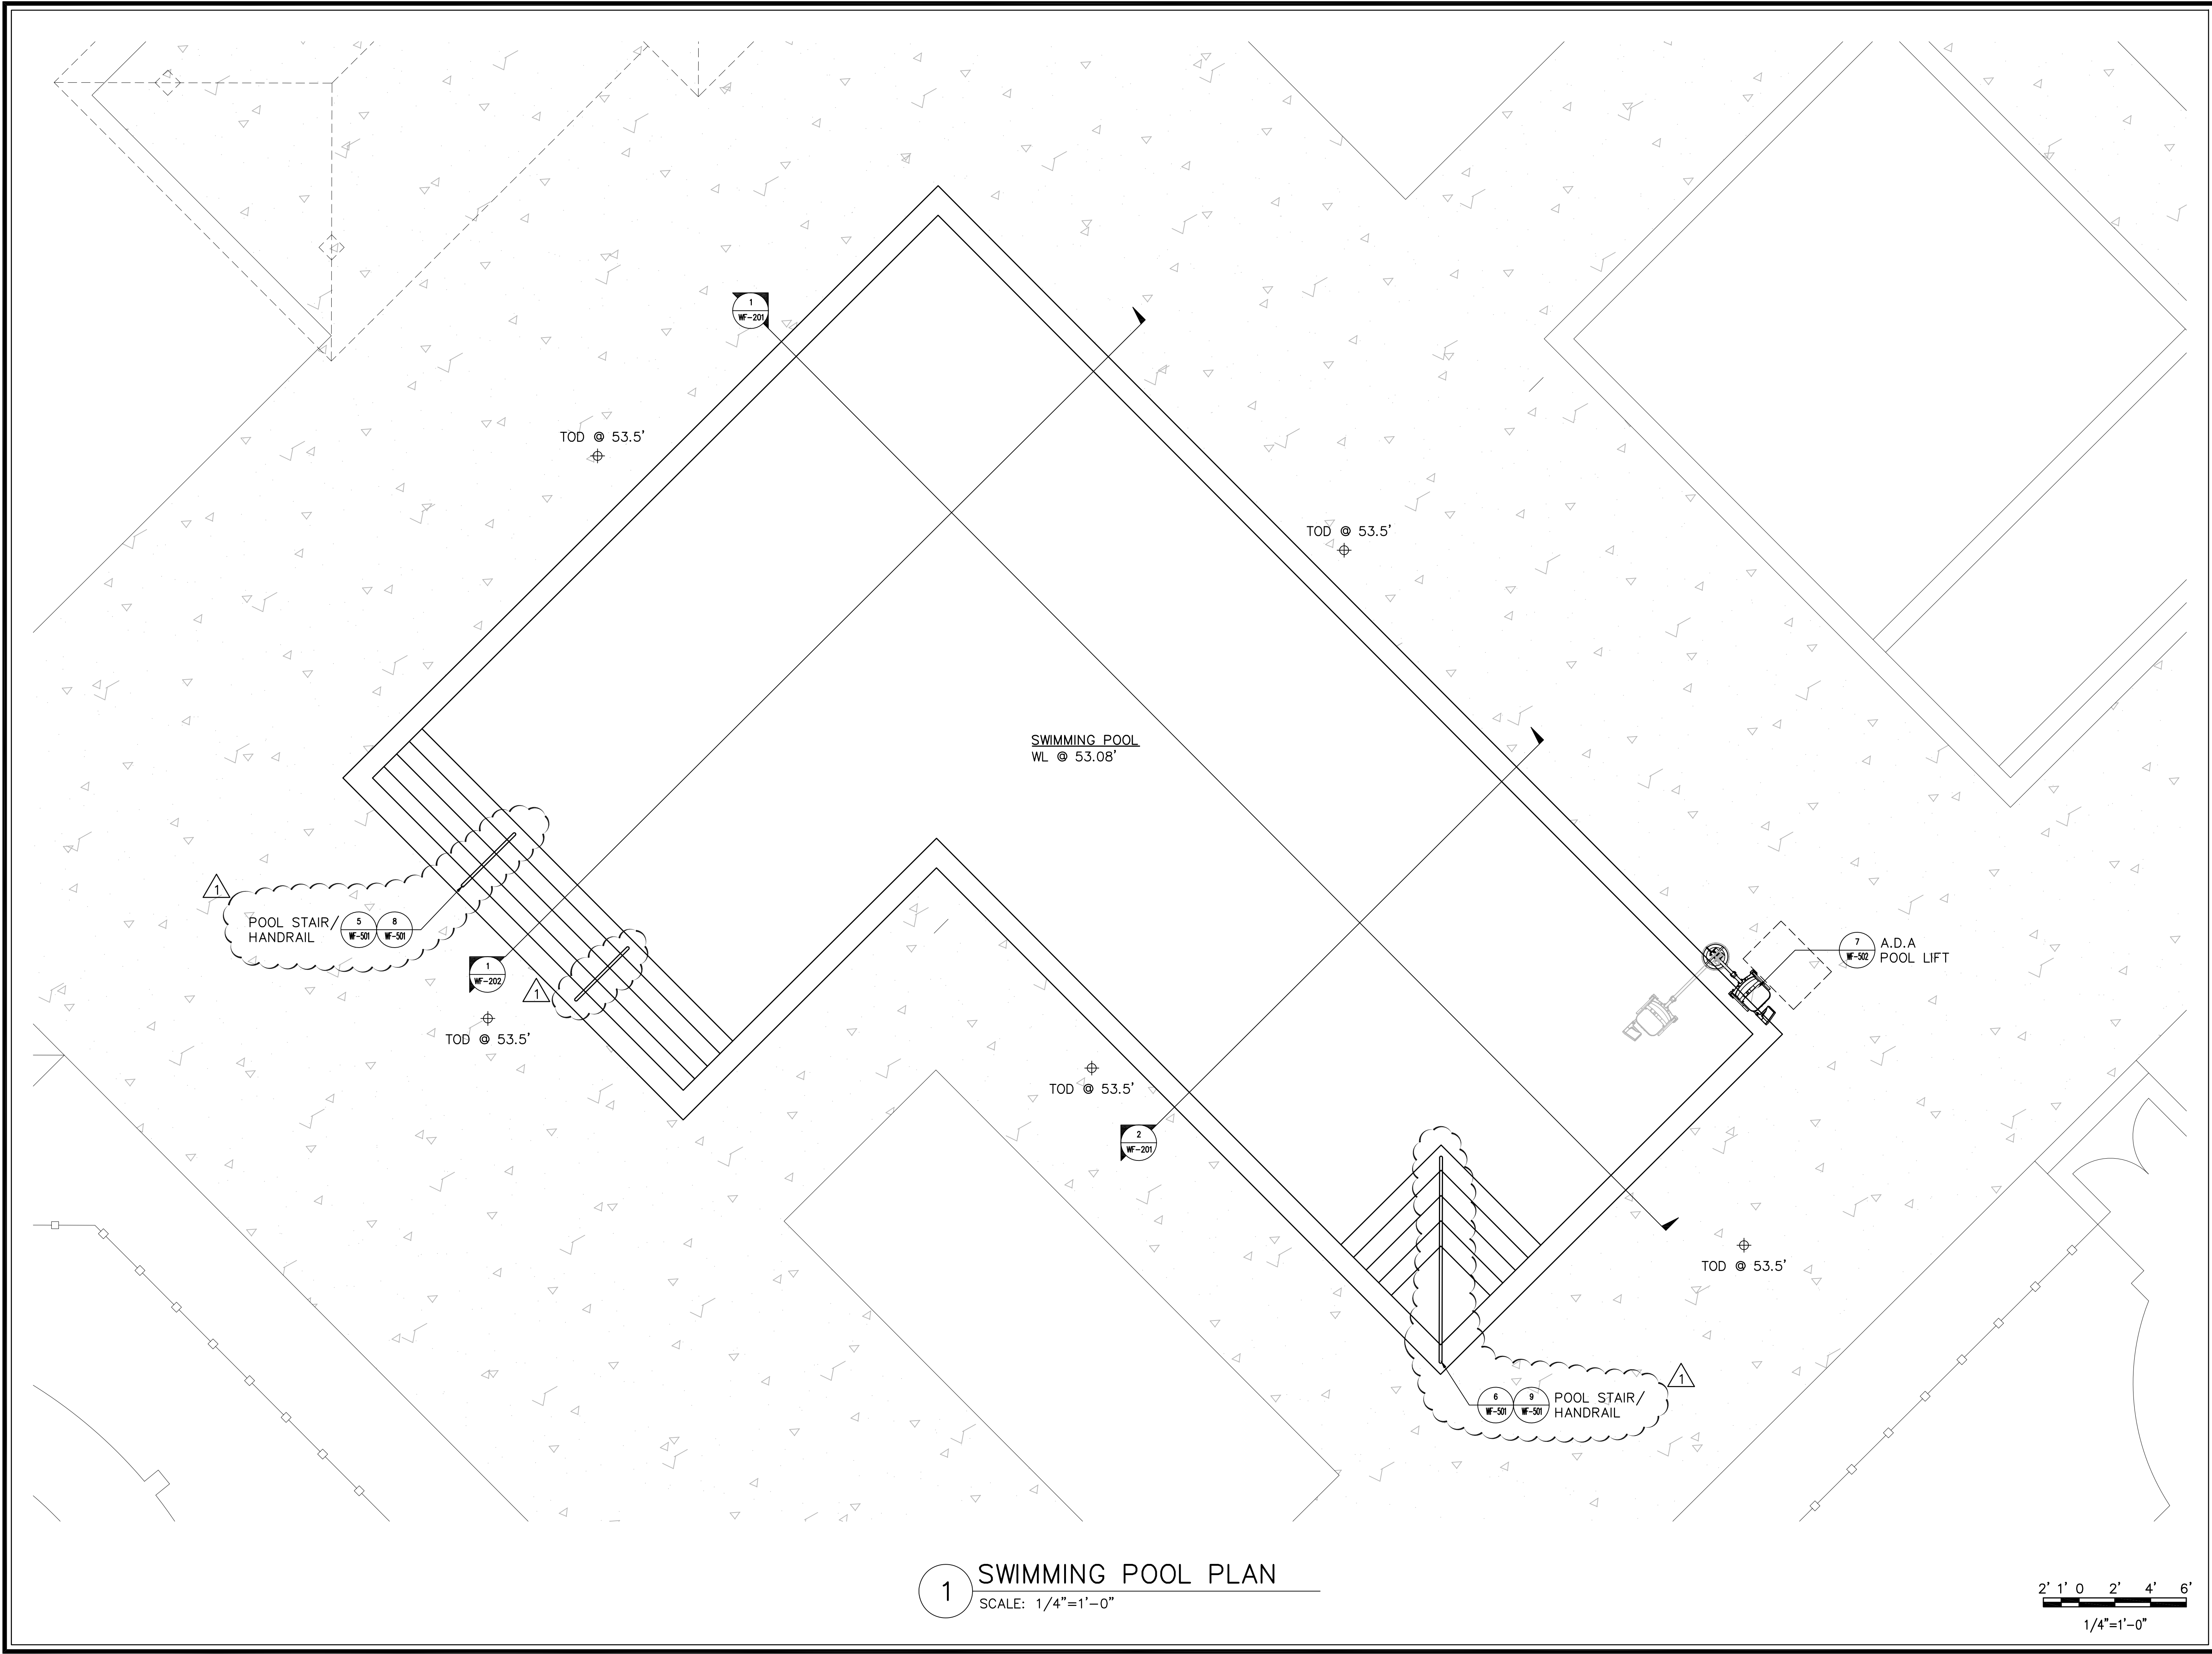 1
WF-201
TOD @ 53.5'
TOD @ 53.5'
SWIMMING POOL
WL @ 53.08'
1
POOL STAIR/
HANDRAIL
5
WF-501
8
WF-501
1
WF-202
1
TOD @ 53.5'
7
WF-502
A.D.A
POOL LIFT
TOD @ 53.5'
2
WF-201
TOD @ 53.5'
1
6
WF-501
9
WF-501
POOL STAIR/
HANDRAIL
1
SWIMMING POOL PLAN
SCALE: 1/4"=1'-0"
2' 1' 0 2' 4' 6'
1/4"=1'-0"